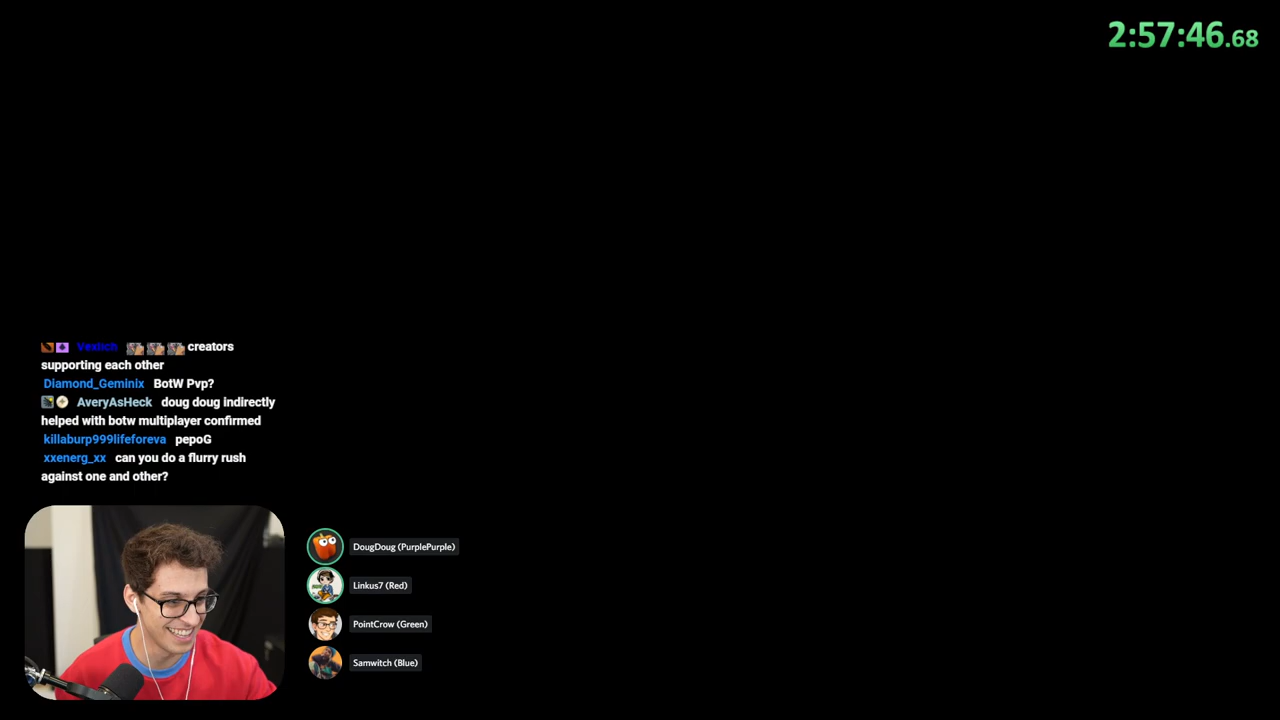 2:57:46.68
Vexlich creators
supporting each other
Diamond_Geminix BotW Pvp?
AveryAsHeck doug doug indirectly
helped with botw multiplayer confirmed
killaburp999lifeforeva pepoG
xxenerg_xx can you do a flurry rush
against one and other?
DougDoug (PurplePurple)
Linkus7 (Red)
PointCrow (Green)
Samwitch (Blue)